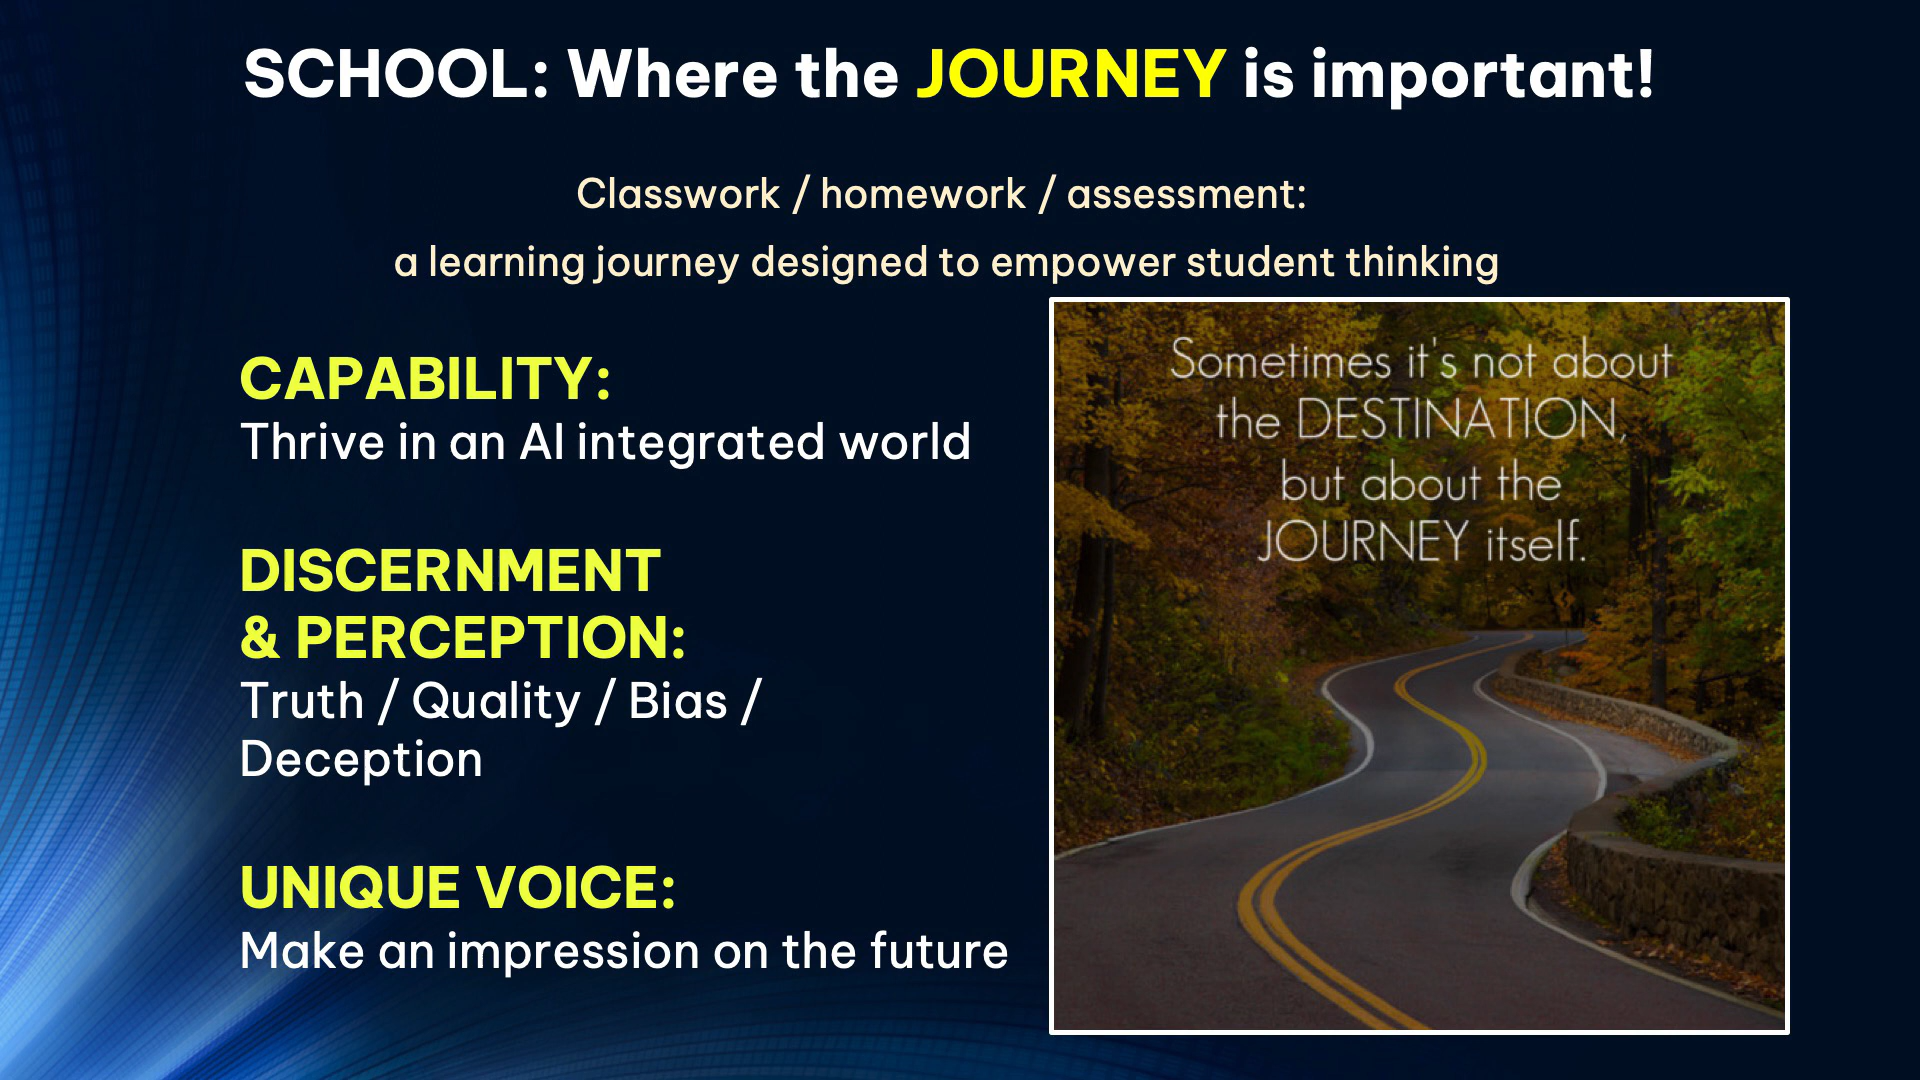 SCHOOL: Where the JOURNEY is important!
Classwork / homework / assessment:
a learning journey designed to empower student thinking
CAPABILITY:
Thrive in an AI integrated world
DISCERNMENT
& PERCEPTION:
Truth / Quality / Bias /
Deception
UNIQUE VOICE:
Make an impression on the future
Sometimes it's not about
the DESTINATION,
but about the
JOURNEY itself.